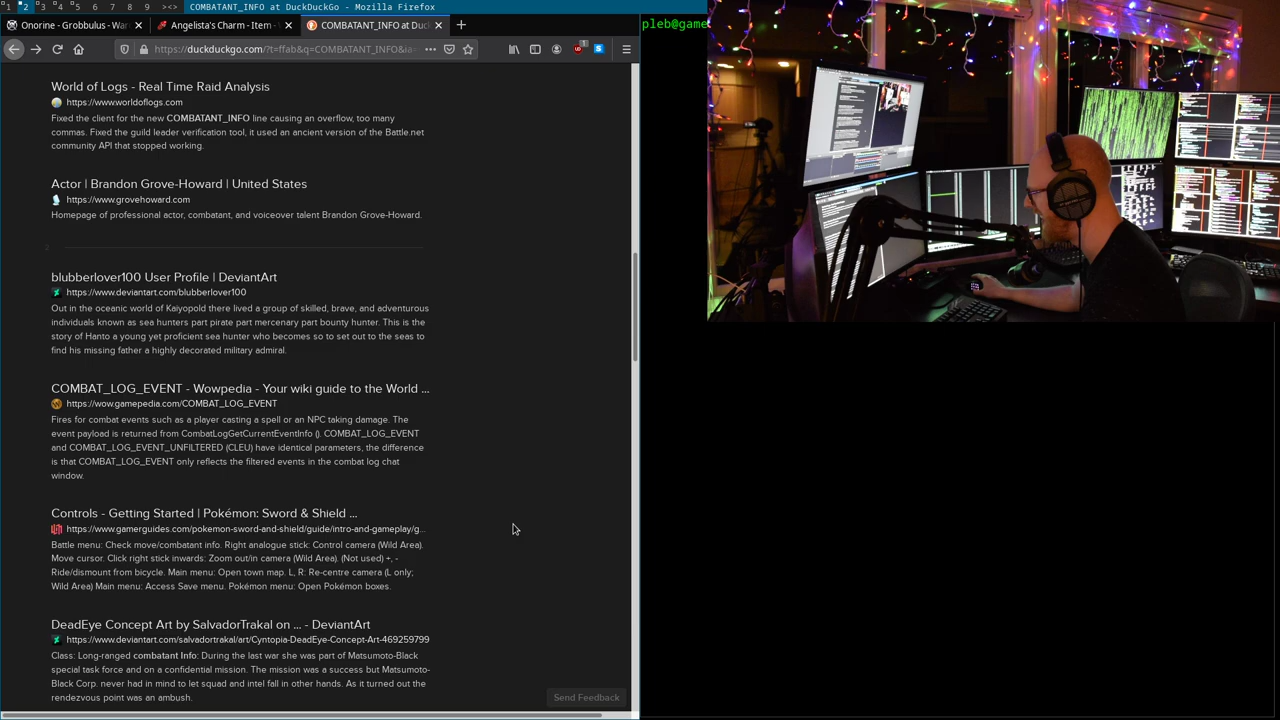 1 2 3 4 5 6 7 8 9 ><> COMBATANT_INFO at DuckDuckGo - Mozilla Firefox
Onorine - Grobbulus - War
Angelista's Charm - Item -
COMBATANT_INFO at Duc
https://duckduckgo.com/?t=ffab&q=COMBATANT_INFO&ia=
1
World of Logs - Real Time Raid Analysis
https://www.worldoflogs.com
Fixed the client for the new COMBATANT_INFO line causing an overflow, too many
commas. Fixed the guild leader verification tool, it used an ancient version of the Battle.net
community API that stopped working.
Actor | Brandon Grove-Howard | United States
https://www.grovehoward.com
Homepage of professional actor, combatant, and voiceover talent Brandon Grove-Howard.
2
blubberlover100 User Profile | DeviantArt
https://www.deviantart.com/blubberlover100
Out in the oceanic world of Kaiyopold there lived a group of skilled, brave, and adventurous
individuals known as sea hunters part pirate part mercenary part bounty hunter. This is the
story of Hanto a young yet proficient sea hunter who becomes so to set out to the seas to
find his missing father a highly decorated military admiral.
COMBAT_LOG_EVENT - Wowpedia - Your wiki guide to the World ...
https://wow.gamepedia.com/COMBAT_LOG_EVENT
Fires for combat events such as a player casting a spell or an NPC taking damage. The
event payload is returned from CombatLogGetCurrentEventInfo (). COMBAT_LOG_EVENT
and COMBAT_LOG_EVENT_UNFILTERED (CLEU) have identical parameters, the difference
is that COMBAT_LOG_EVENT only reflects the filtered events in the combat log chat
window.
Controls - Getting Started | Pokémon: Sword & Shield ...
https://www.gamerguides.com/pokemon-sword-and-shield/guide/intro-and-gameplay/g...
Battle menu: Check move/combatant info. Right analogue stick: Control camera (Wild Area).
Move cursor. Click right stick inwards: Zoom out/in camera (Wild Area). (Not used) +, -
Ride/dismount from bicycle. Main menu: Open town map. L, R: Re-centre camera (L only;
Wild Area) Main menu: Access Save menu. Pokémon menu: Open Pokémon boxes.
DeadEye Concept Art by SalvadorTrakal on ... - DeviantArt
https://www.deviantart.com/salvadortrakal/art/Cyntopia-DeadEye-Concept-Art-469259799
Class: Long-ranged combatant Info: During the last war she was part of Matsumoto-Black
special task force and on a confidential mission. The mission was a success but Matsumoto-
Black Corp. never had in mind to let squad and intel fall in other hands. As it turned out the
rendezvous point was an ambush.
Send Feedback
pleb@game